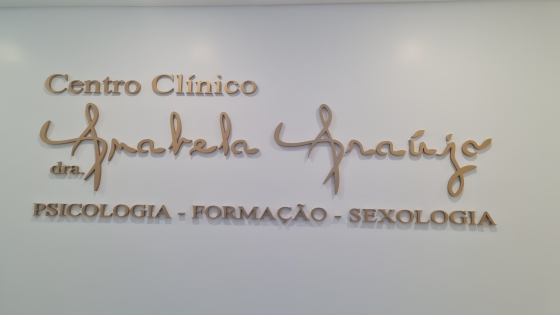 Centro Clínico
dra. Anabela Araújo
PSICOLOGIA - FORMAÇÃO - SEXOLOGIA